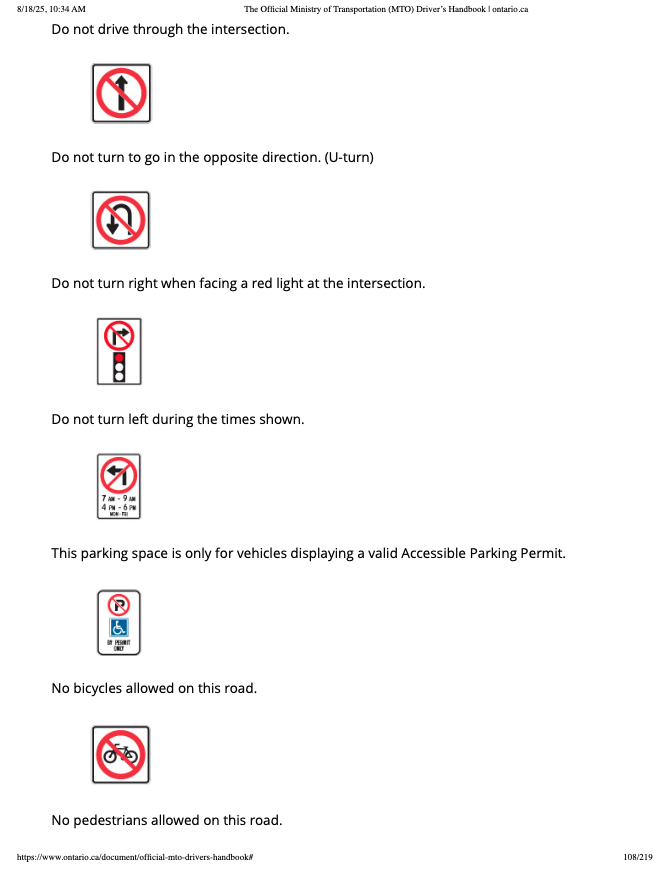 8/18/25, 10:34 AM
The Official Ministry of Transportation (MTO) Driver's Handbook | ontario.ca
Do not drive through the intersection.
Do not turn to go in the opposite direction. (U-turn)
Do not turn right when facing a red light at the intersection.
Do not turn left during the times shown.
7 AM - 9 AM
4 PM - 6 PM
MON - FRI
This parking space is only for vehicles displaying a valid Accessible Parking Permit.
P
BY PERMIT
ONLY
No bicycles allowed on this road.
No pedestrians allowed on this road.
https://www.ontario.ca/document/official-mto-drivers-handbook#
108/219